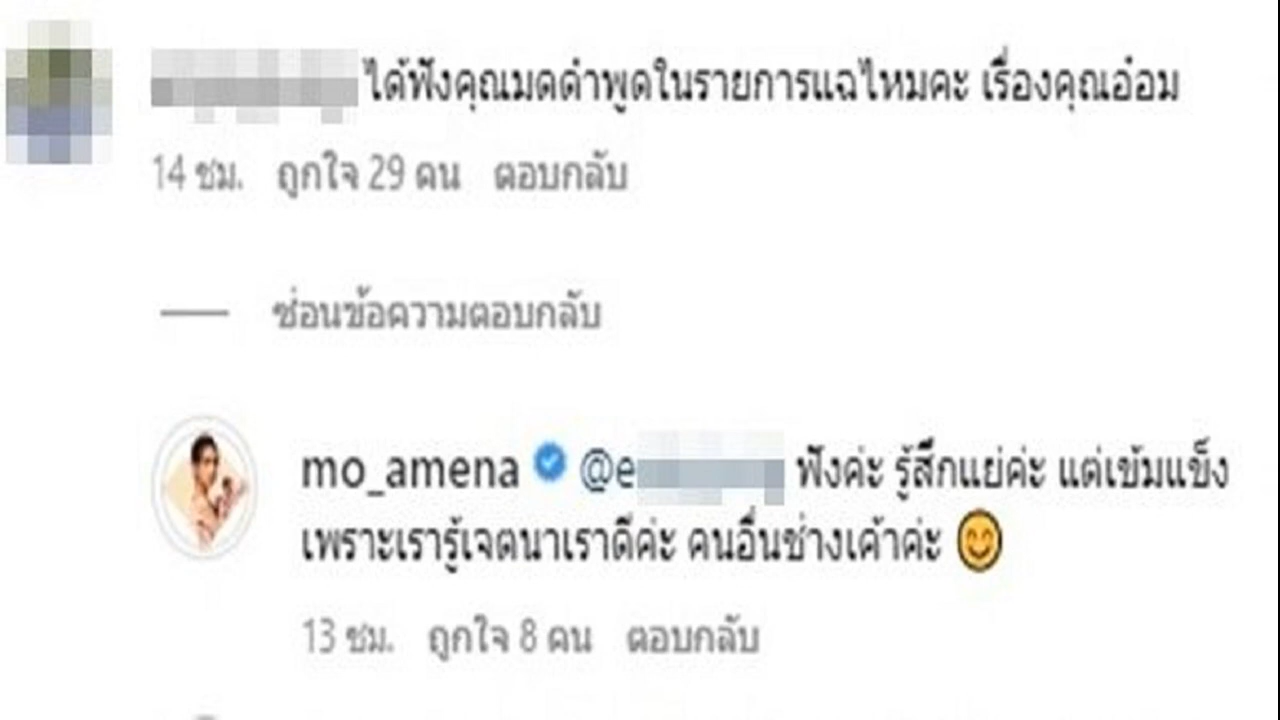 ได้ฟังคุณมดดำพูดในรายการแฉไหมคะ เรื่องคุณอ๋อม
14 ชม. ถูกใจ 29 คน ตอบกลับ
ซ่อนข้อความตอบกลับ
mo_amena @e ฟังค่ะ รู้สึกแย่ค่ะ แต่เข้มแข็ง
เพราะเรารู้เจตนาเราดีค่ะ คนอื่นช่างเค้าค่ะ 😊
13 ชม. ถูกใจ 8 คน ตอบกลับ